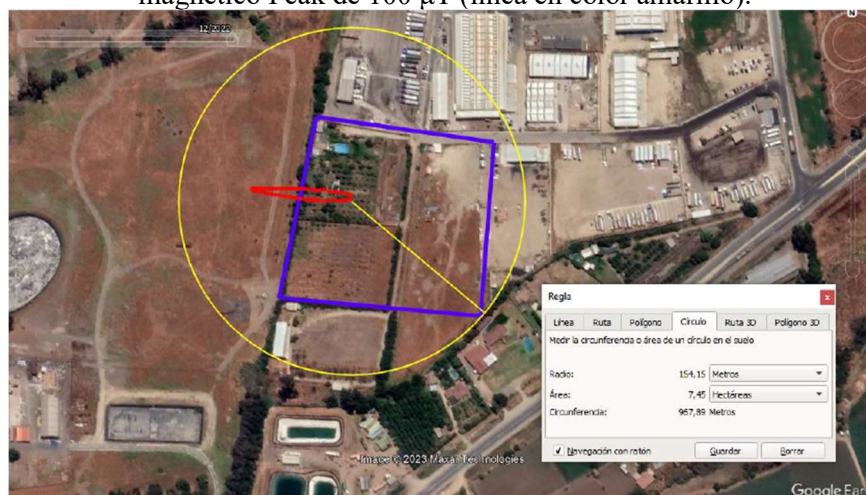 magnético Peak de 100 µT (línea en color amarillo).
12/2022
N
Regla
Línea Ruta Polígono Círculo Ruta 3D Polígono 3D
Medir la circunferencia o área de un círculo en el suelo
Radio: 154,15 Metros
Área: 7,45 Hectáreas
Circunferencia: 967,89 Metros
Navegación con ratón Guardar Borrar
Image © 2023 Maxar Technologies
Google Ear